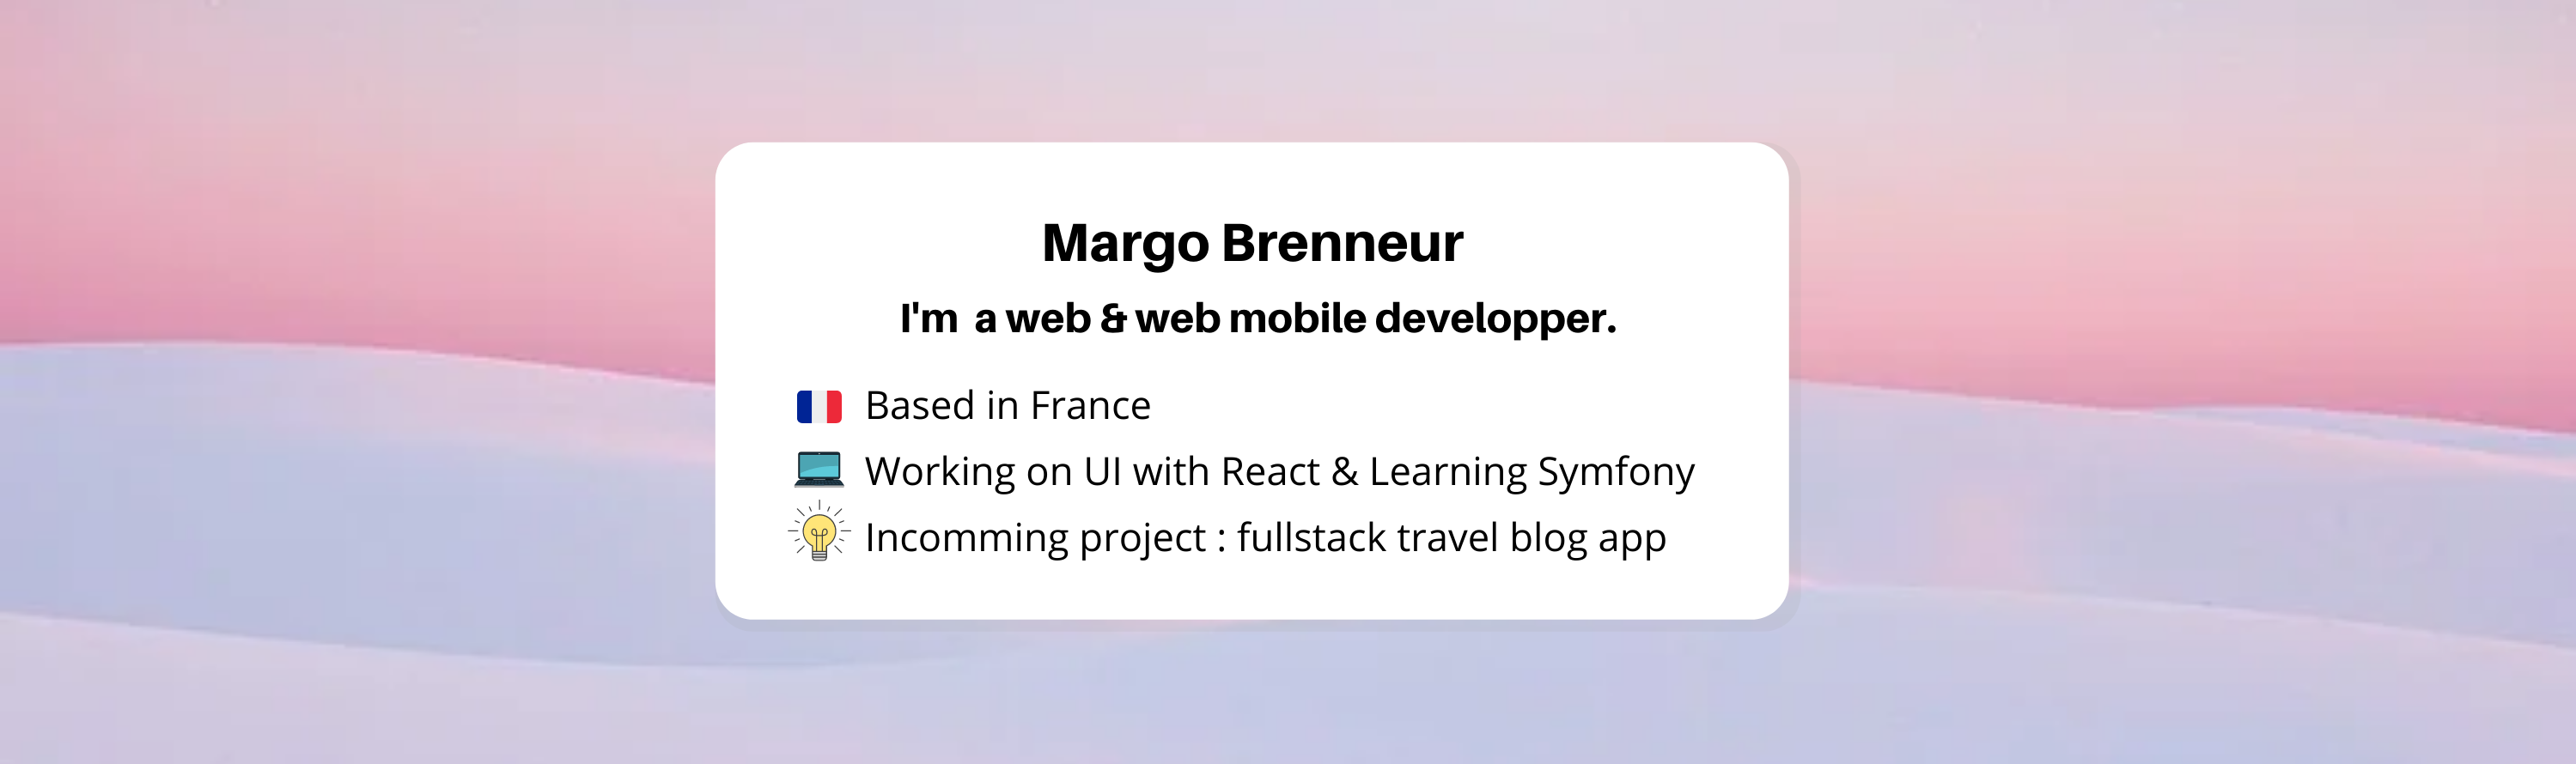 Margo Brenneur
I'm  a web & web mobile developper.
Based in France
Working on UI with React & Learning Symfony
Incomming project : fullstack travel blog app